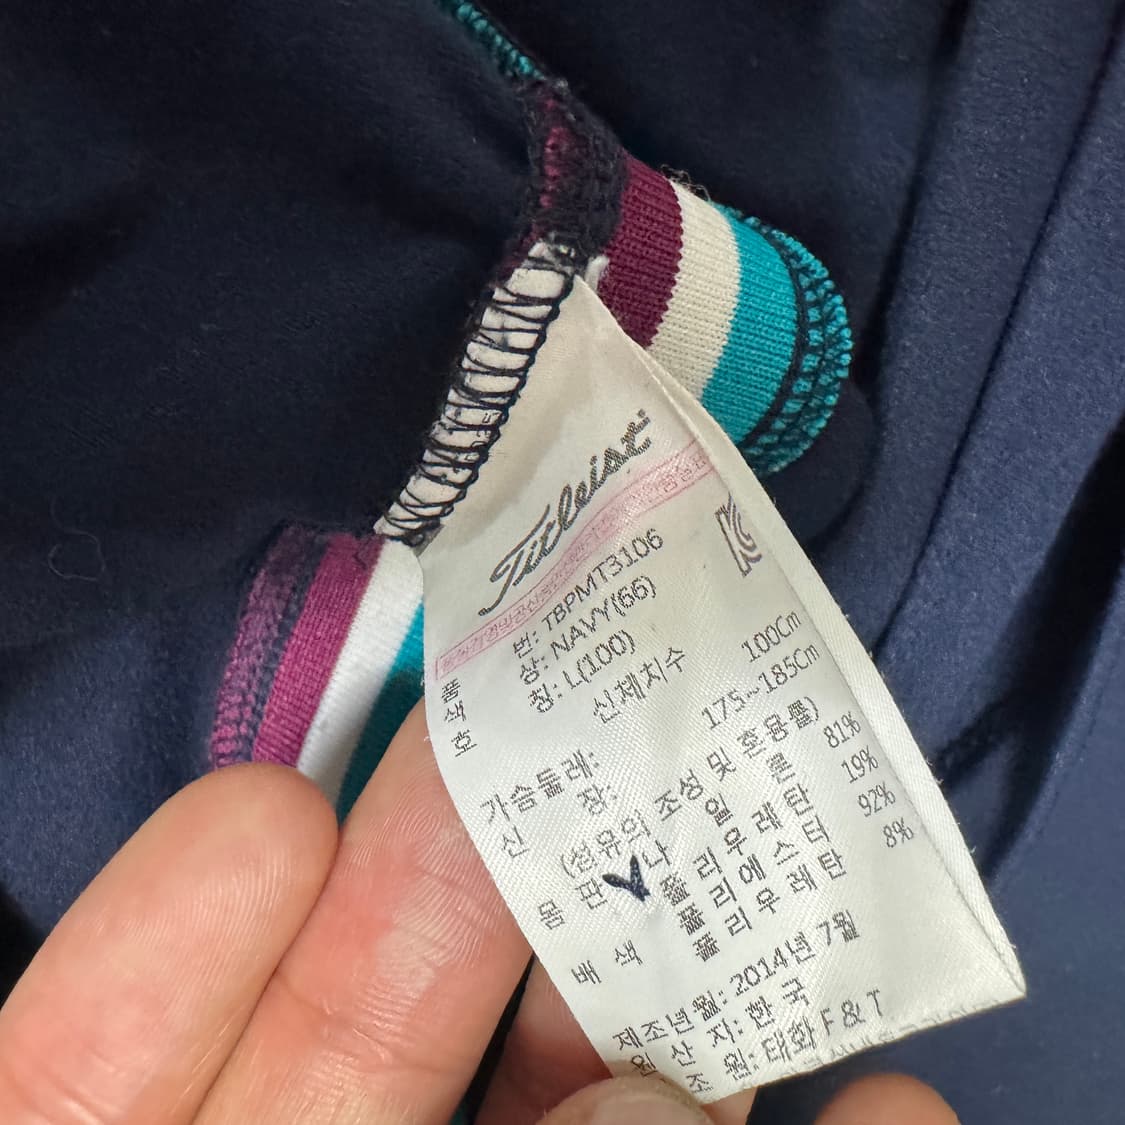 Titleist
품 번: TBPMT3106
색 상: NAVY(66)
호 칭: L(100)
신체치수
가슴둘레: 100Cm
신 장: 175~185Cm
(섬유의 조성 및 혼용률)
몸 판 나 일 론 81%
폴 리 우 레 탄 19%
배 색 폴 리 에 스 터 92%
폴 리 우 레 탄 8%
제조년월: 2014년 7월
원 산 지: 한 국
제 조 원: 태화 F & T